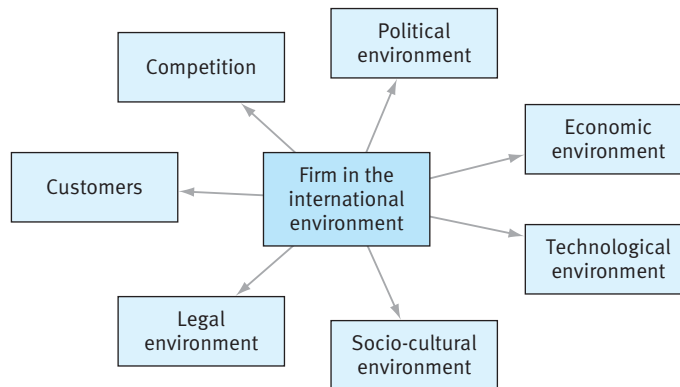 Political
environment
Competition
Economic
environment
Customers
Firm in the
international
environment
Technological
environment
Legal
environment
Socio-cultural
environment